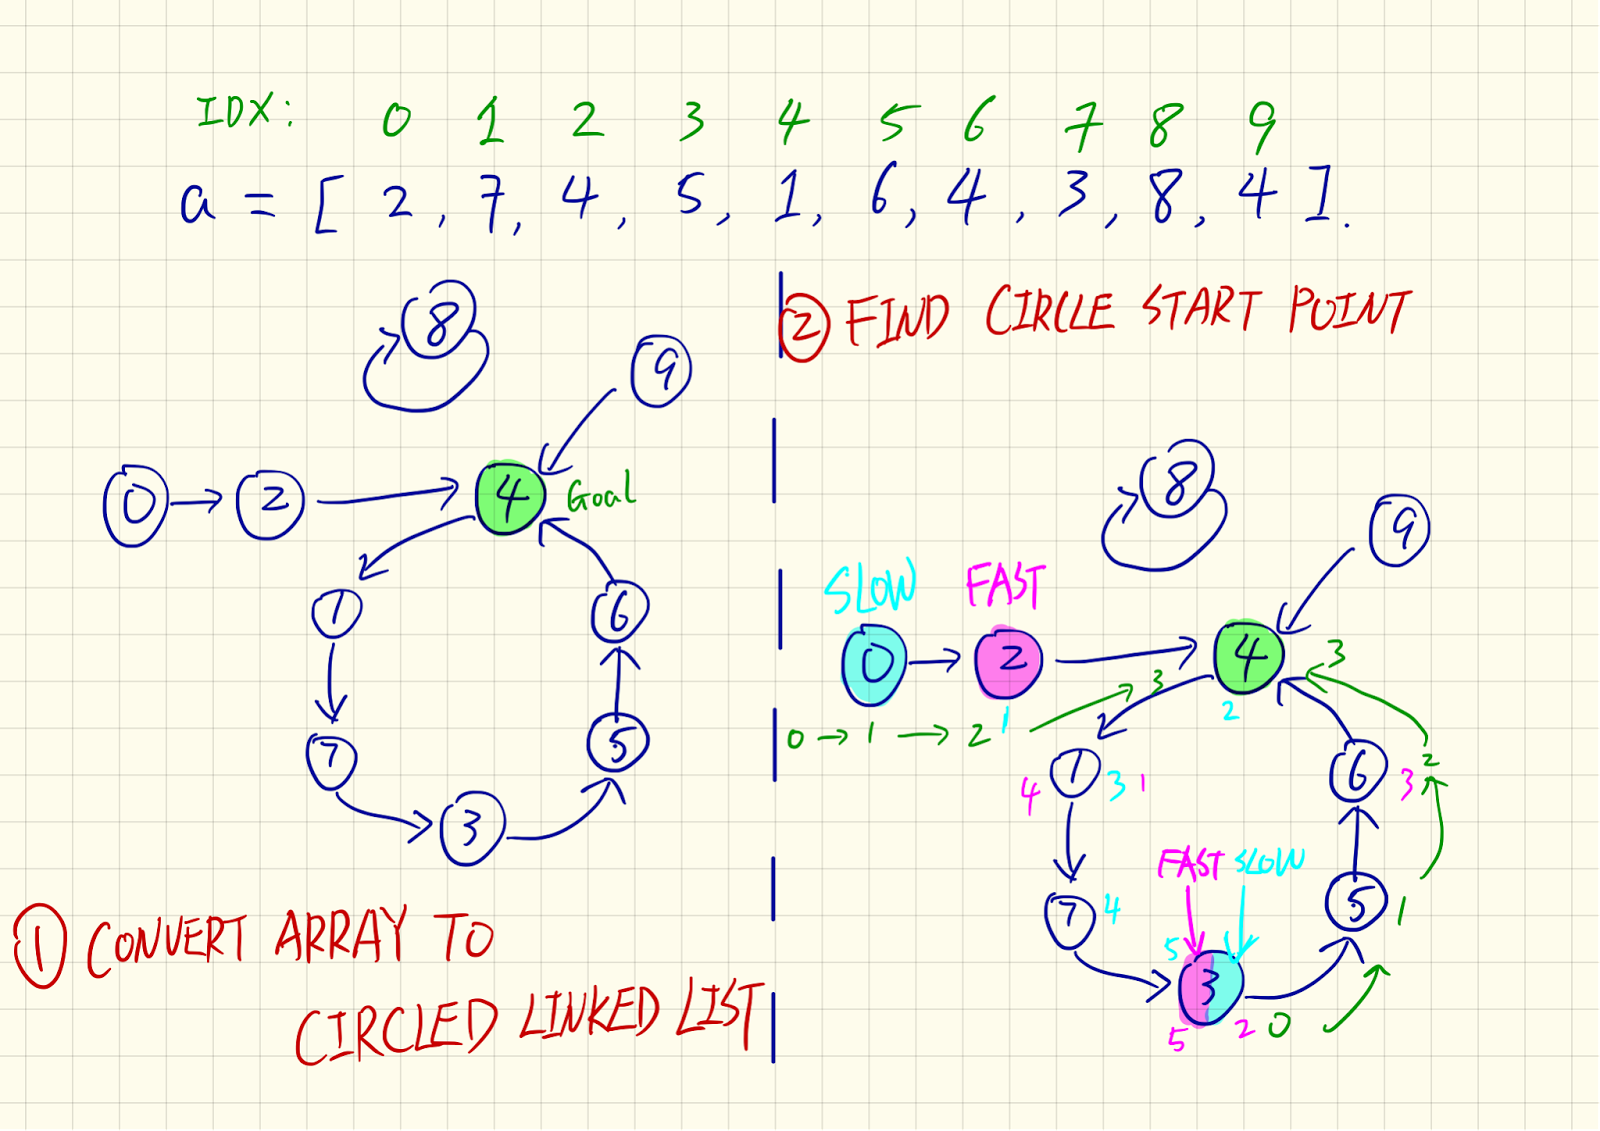 IDX: 0 1 2 3 4 5 6 7 8 9
a = [ 2 , 7 , 4 , 5 , 1 , 6 , 4 , 3 , 8 , 4 ] .
8
9
0 2 4 Goal
1 6
7 5
3
① CONVERT ARRAY TO
CIRCLED LINKED LIST
② FIND CIRCLE START POINT
8
9
SLOW FAST
0 2 4 3
0 → 1 → 2 1 3 2
4 1 3 1 6 3 2
FAST SLOW
7 4 5 1
5 3
5 2 0